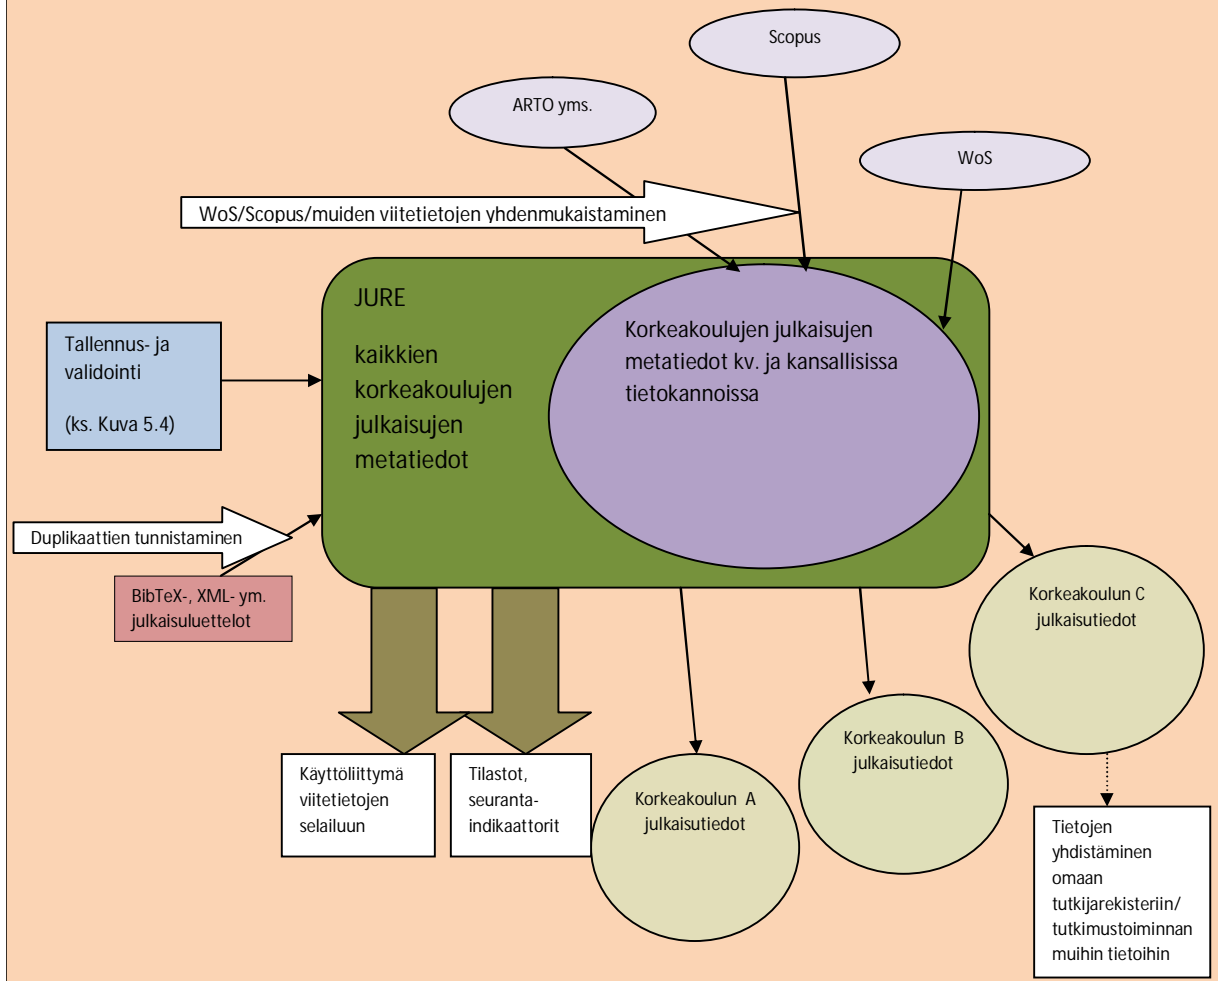 Scopus
ARTO yms.
WoS
WoS/Scopus/muiden viitetietojen yhdenmukaistaminen
JURE
kaikkien
korkeakoulujen
julkaisujen
metatiedot
Korkeakoulujen julkaisujen
metatiedot kv. ja kansallisissa
tietokannoissa
Tallennus- ja
validointi
(ks. Kuva 5.4)
Duplikaattien tunnistaminen
BibTeX-, XML- ym.
julkaisuluettelot
Korkeakoulun C
julkaisutiedot
Korkeakoulun B
julkaisutiedot
Korkeakoulun A
julkaisutiedot
Käyttöliittymä
viitetietojen
selailuun
Tilastot,
seuranta-
indikaattorit
Tietojen
yhdistäminen
omaan
tutkijarekisteriin/
tutkimustoiminnan
muihin tietoihin